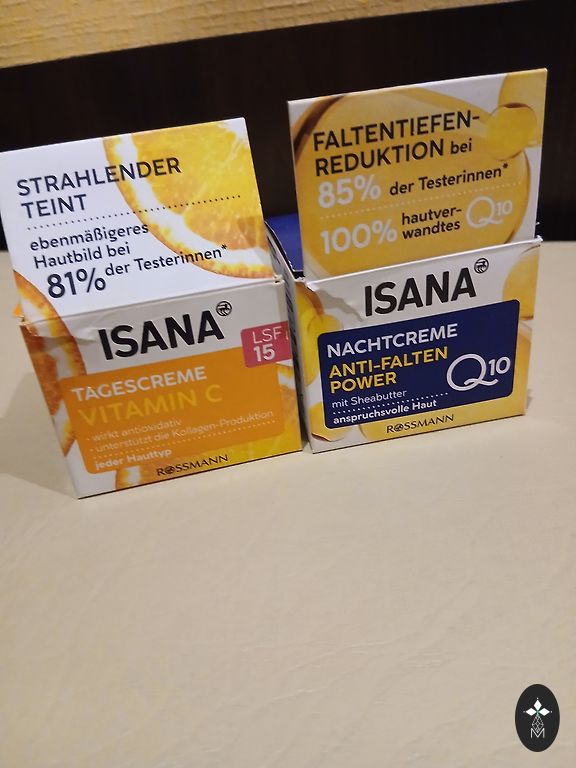 STRAHLENDER
TEINT
ebenmäßigeres
Hautbild bei
81% der Testerinnen*
ISANA
LSF
15
TAGESCREME
VITAMIN C
· wirkt antioxidativ
· unterstützt die Kollagen-Produktion
jeder Hauttyp
ROSSMANN
FALTENTIEFEN-
REDUKTION bei
85% der Testerinnen*
100% hautver-
wandtes Q10
ISANA
NACHTCREME
ANTI-FALTEN
POWER
Q10
mit Sheabutter
anspruchsvolle Haut
ROSSMANN
M